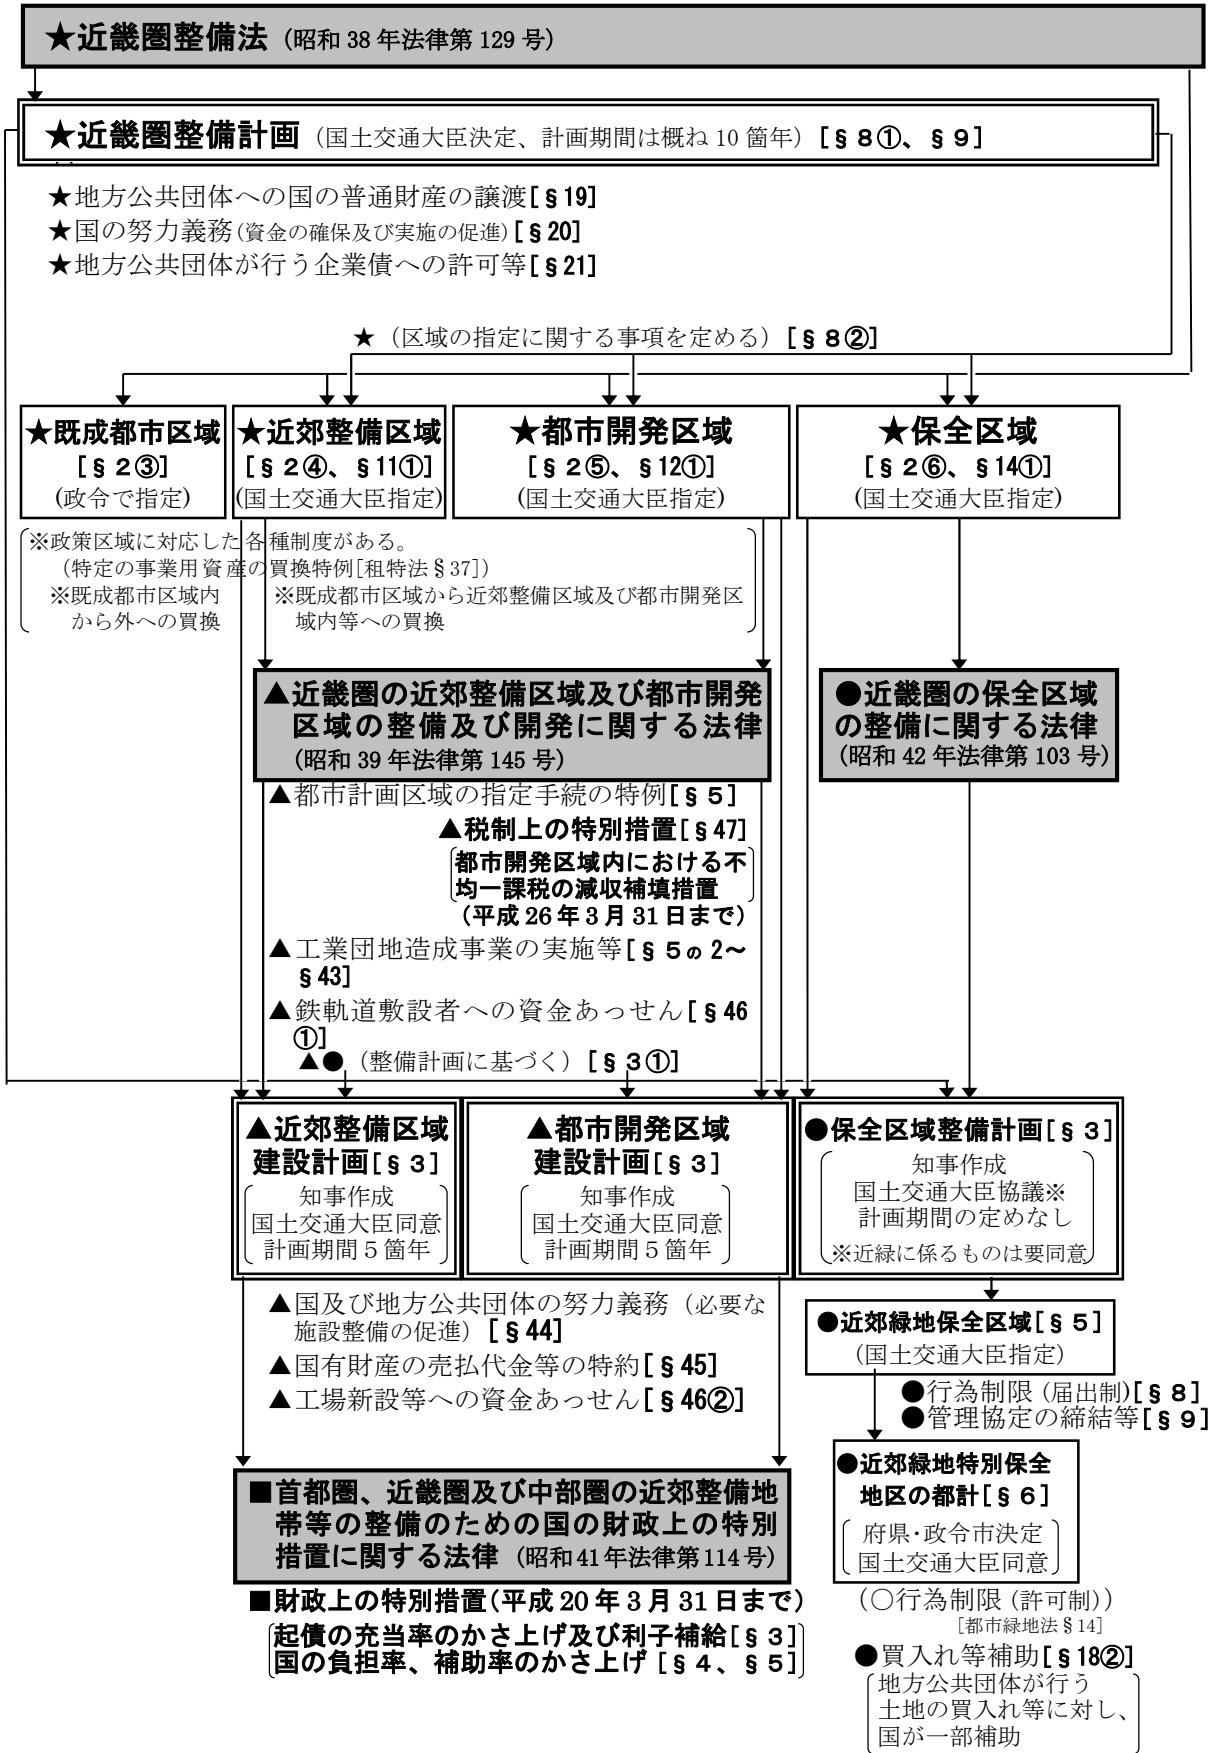 ★近畿圏整備法（昭和 38 年法律第 129 号）
★近畿圏整備計画（国土交通大臣決定、計画期間は概ね 10 箇年）[§８①、§９]
★地方公共団体への国の普通財産の譲渡[§19]
★国の努力義務(資金の確保及び実施の促進)[§20]
★地方公共団体が行う企業債への許可等[§21]
★（区域の指定に関する事項を定める）[§８②]
★既成都市区域
[§２③]
(政令で指定)
★近郊整備区域
[§２④、§11①]
(国土交通大臣指定)
★都市開発区域
[§２⑤、§12①]
(国土交通大臣指定)
★保全区域
[§２⑥、§14①]
(国土交通大臣指定)
※政策区域に対応した各種制度がある。
（特定の事業用資産の買換特例[租特法§37]）
※既成都市区域内
から外への買換
※既成都市区域から近郊整備区域及び都市開発区
域内等への買換
▲近畿圏の近郊整備区域及び都市開発
区域の整備及び開発に関する法律
（昭和 39 年法律第 145 号）
●近畿圏の保全区域
の整備に関する法律
（昭和 42 年法律第 103 号）
▲都市計画区域の指定手続の特例[§５]
▲税制上の特別措置[§47]
都市開発区域内における不
均一課税の減収補填措置
（平成 26 年３月 31 日まで）
▲工業団地造成事業の実施等[§５の２～
§43]
▲鉄軌道敷設者への資金あっせん[§46
①]
▲●（整備計画に基づく）[§３①]
▲近郊整備区域
建設計画[§３]
知事作成
国土交通大臣同意
計画期間５箇年
▲都市開発区域
建設計画[§３]
知事作成
国土交通大臣同意
計画期間５箇年
●保全区域整備計画[§３]
知事作成
国土交通大臣協議※
計画期間の定めなし
※近緑に係るものは要同意
▲国及び地方公共団体の努力義務（必要な
施設整備の促進）[§44]
▲国有財産の売払代金等の特約[§45]
▲工場新設等への資金あっせん[§46②]
●近郊緑地保全区域[§５]
（国土交通大臣指定）
●行為制限（届出制)[§８]
●管理協定の締結等[§９]
●近郊緑地特別保全
地区の都計[§６]
府県・政令市決定
国土交通大臣同意
（○行為制限（許可制））
[都市緑地法§14]
●買入れ等補助[§18②]
地方公共団体が行う
土地の買入れ等に対し、
国が一部補助
■首都圏、近畿圏及び中部圏の近郊整備地
帯等の整備のための国の財政上の特別
措置に関する法律（昭和41年法律第114号）
■財政上の特別措置（平成 20 年３月 31 日まで）
起債の充当率のかさ上げ及び利子補給[§３]
国の負担率、補助率のかさ上げ [§４、§５]